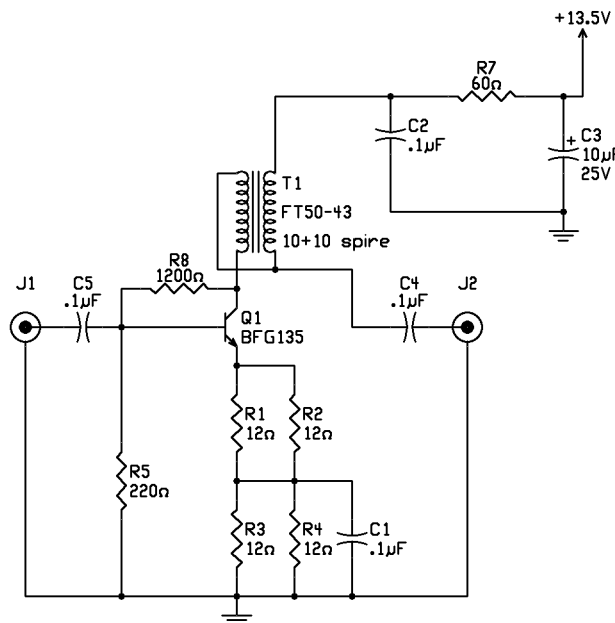 +13.5V
R7
60Ω
C2
.1µF
+
C3
10µF
25V
T1
FT50-43
10+10 spire
R8
1200Ω
J1
C5
.1µF
C4
.1µF
J2
Q1
BFG135
R1
12Ω
R2
12Ω
R5
220Ω
R3
12Ω
R4
12Ω
C1
.1µF